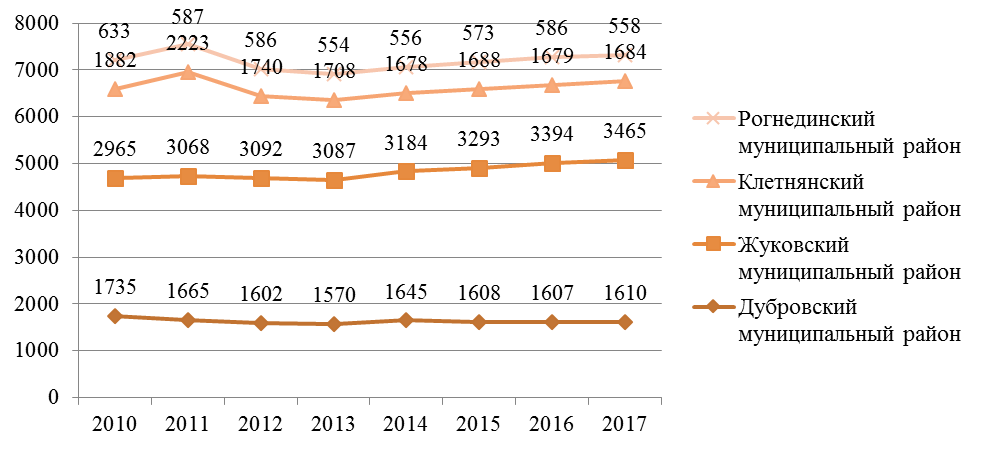 8000
7000
6000
5000
4000
3000
2000
1000
0
633 587 586 554 556 573 586 558
1882 2223 1740 1708 1678 1688 1679 1684
2965 3068 3092 3087 3184 3293 3394 3465
1735 1665 1602 1570 1645 1608 1607 1610
2010 2011 2012 2013 2014 2015 2016 2017
Рогнединский
муниципальный район
Клетнянский
муниципальный район
Жуковский
муниципальный район
Дубровский
муниципальный район